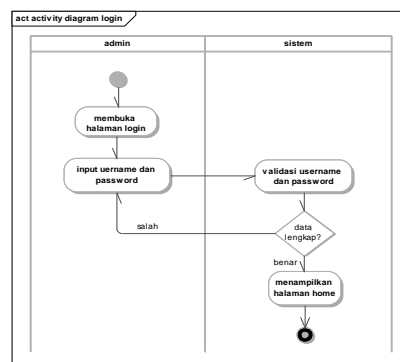 act activity diagram login
admin
sistem
membuka
halaman login
input uername dan
password
validasi username
dan password
salah
data
lengkap?
benar
menampilkan
halaman home